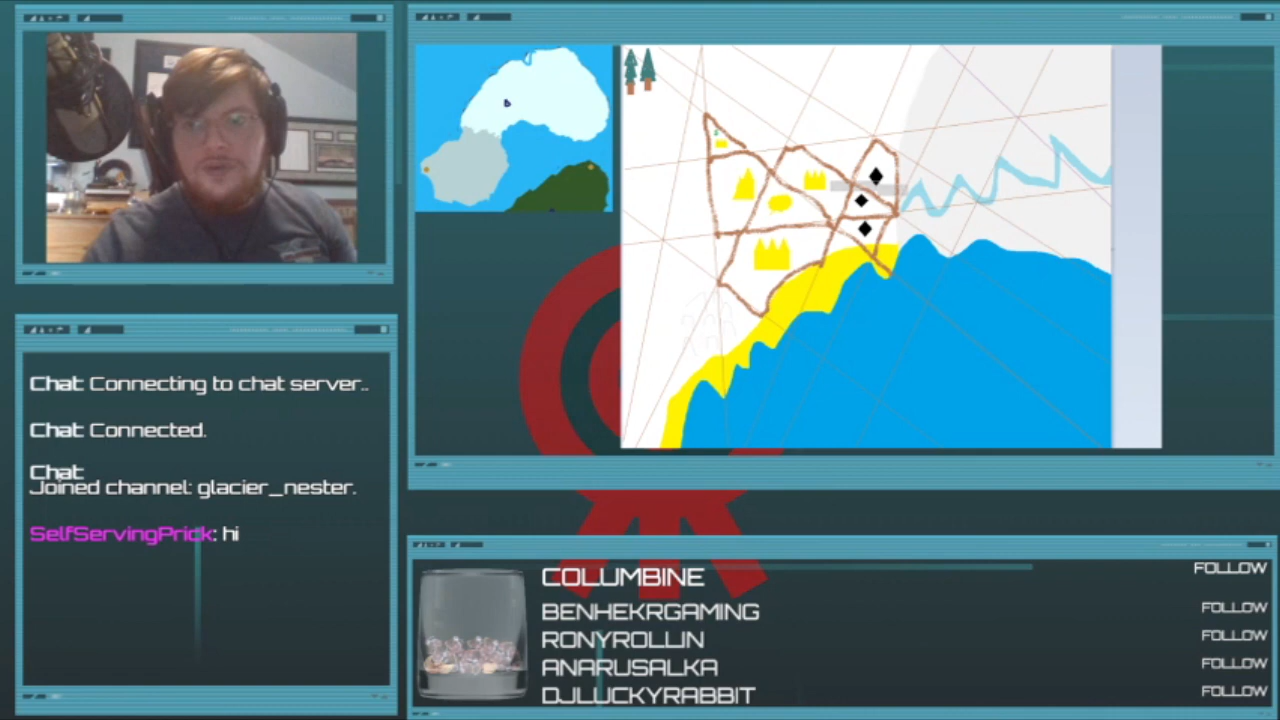 Chat: Connecting to chat server..
Chat: Connected.
Chat:
Joined channel: glacier_nester.
SelfServingPrick: hi
COLUMBINE FOLLOW
BENHEKRGAMING FOLLOW
RONYROLLIN FOLLOW
ANARUSALKA FOLLOW
DJLUCKYRABBIT FOLLOW